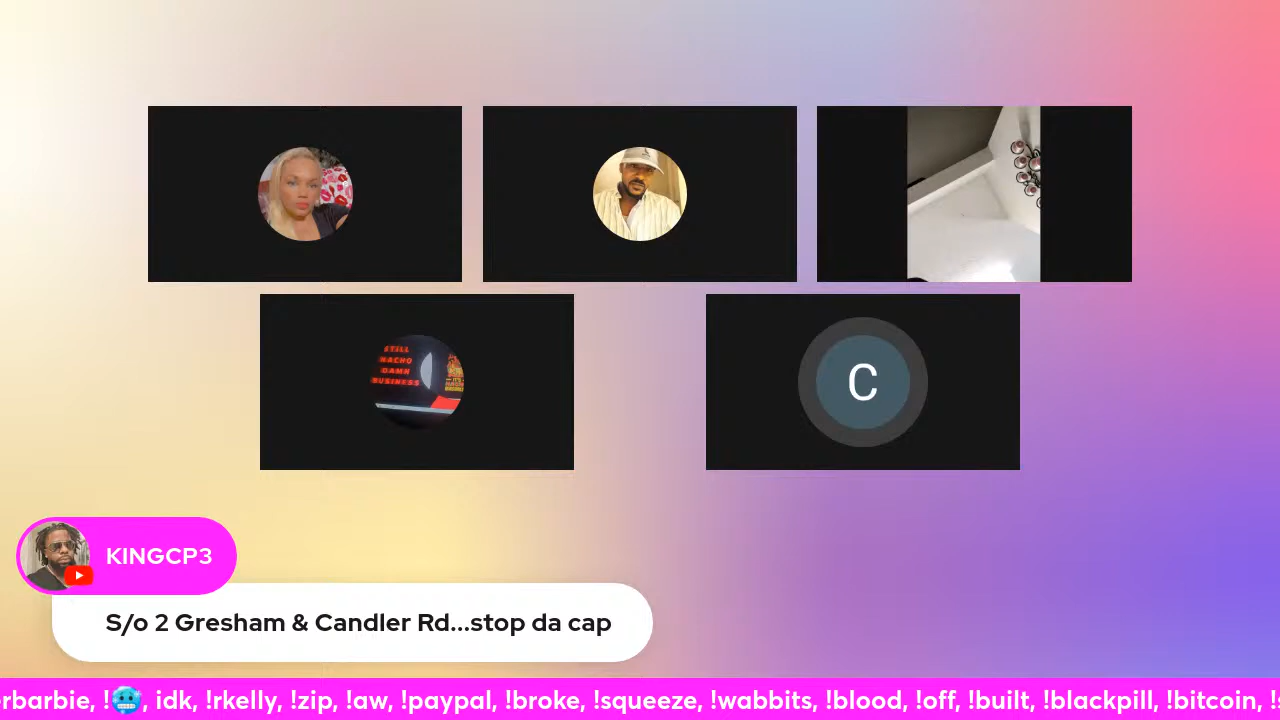 STILL
NACHO
DAMN
BUSINESS
C
KINGCP3
S/o 2 Gresham & Candler Rd...stop da cap
rbarbie, !🥶, idk, !rkelly, !zip, !aw, !paypal, !broke, !squeeze, !wabbits, !blood, !off, !built, !blackpill, !bitcoin,